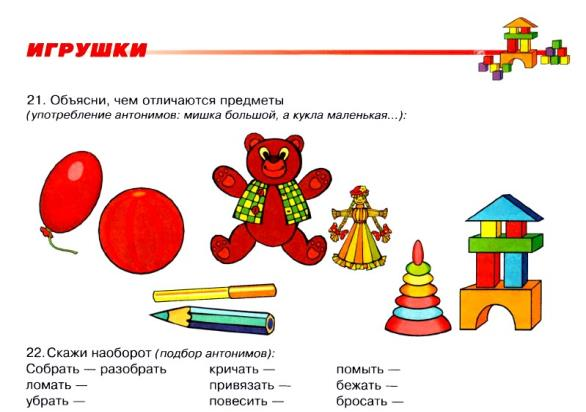 ИГРУШКИ
21. Объясни, чем отличаются предметы
(употребление антонимов: мишка большой, а кукла маленькая...):
22. Скажи наоборот (подбор антонимов):
Собрать — разобрать кричать — помыть —
ломать — привязать — бежать —
убрать — повесить — бросать —